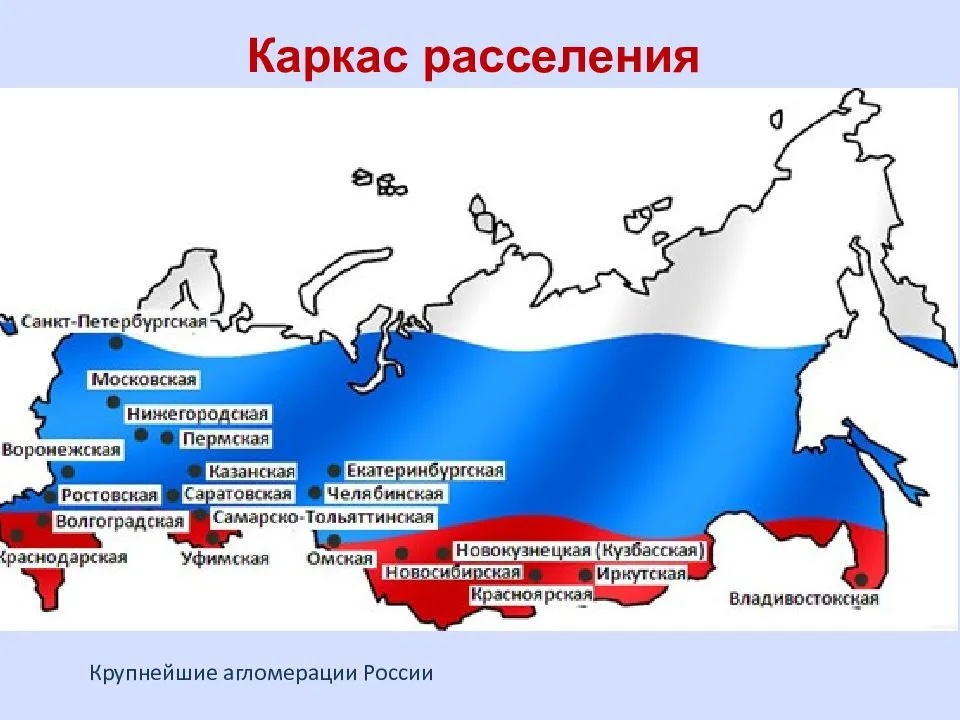 Каркас расселения
Санкт-Петербургская
Московская
Нижегородская
Пермская
Воронежская
Казанская
Екатеринбургская
Ростовская
Саратовская
Челябинская
Волгоградская
Самарско-Тольяттинская
Краснодарская
Уфимская
Омская
Новокузнецкая (Кузбасская)
Новосибирская
Иркутская
Красноярская
Владивостокская
Крупнейшие агломерации России